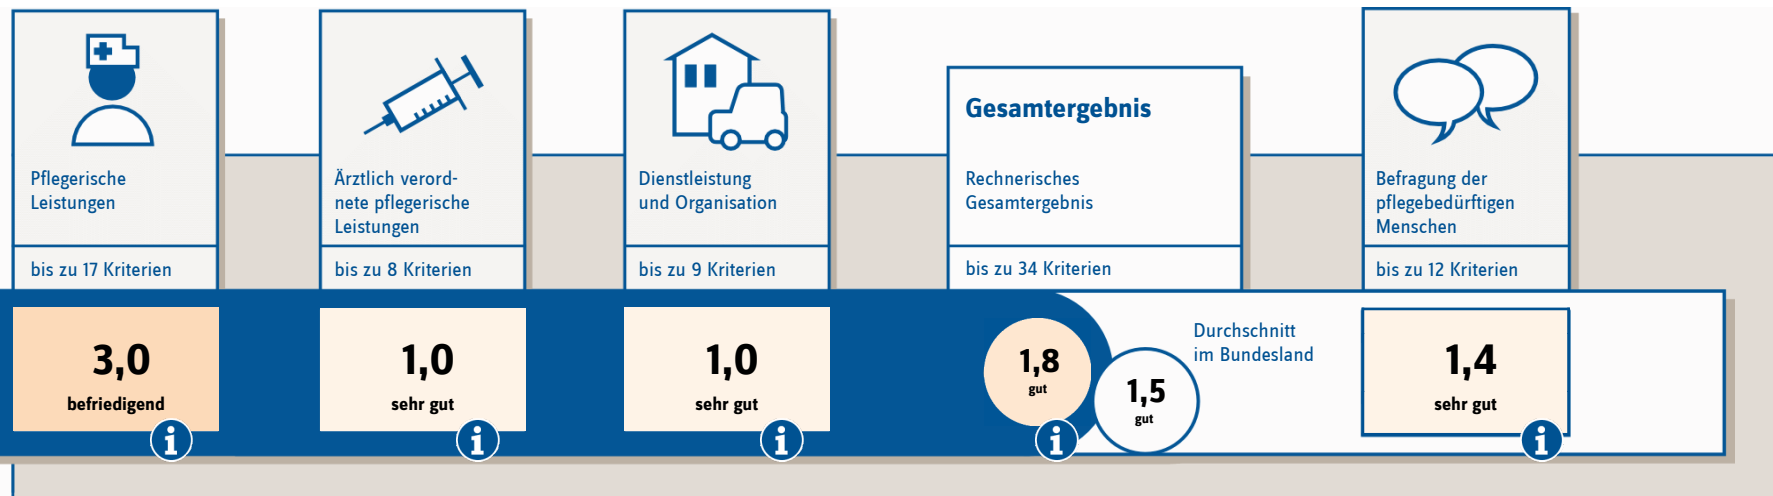 Pflegerische
Leistungen
bis zu 17 Kriterien
3,0
befriedigend
i
Ärztlich verord-
nete pflegerische
Leistungen
bis zu 8 Kriterien
1,0
sehr gut
i
Dienstleistung
und Organisation
bis zu 9 Kriterien
1,0
sehr gut
i
Gesamtergebnis
Rechnerisches
Gesamtergebnis
bis zu 34 Kriterien
1,8
gut
i
1,5
gut
Durchschnitt
im Bundesland
Befragung der
pflegebedürftigen
Menschen
bis zu 12 Kriterien
1,4
sehr gut
i